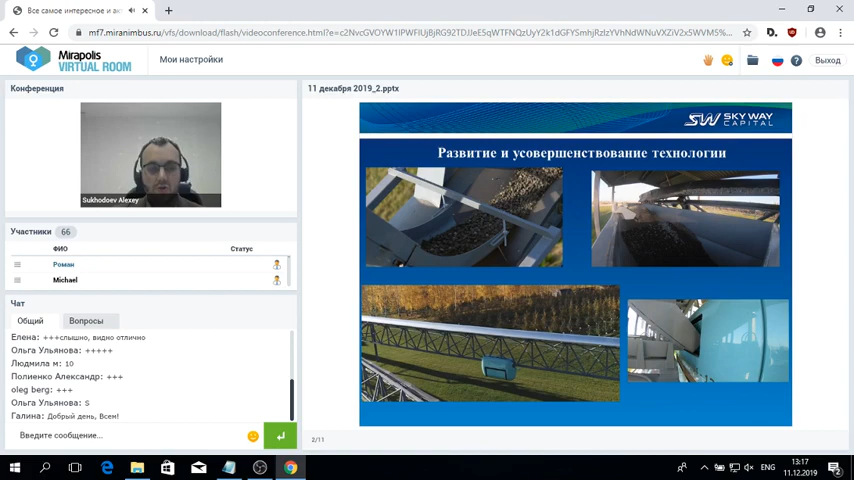 Все самое интересное и ак
mf7.miranimbus.ru/vfs/download/flash/videoconference.html?
Mirapolis
VIRTUAL ROOM
Мои настройки
Выход
Конференция
Sukhodoev Alexey
Участники 66
ФИО Статус
Роман
Michael
Чат
Общий Вопросы
Елена: +++слышно, видно отлично
Ольга Ульянова: +++++
Людмила м: 10
Полиенко Александр: +++
oleg berg: +++
Ольга Ульянова: S
Галина: Добрый день, Всем!
Введите сообщение...
11 декабря 2019_2.pptx
SW SKY WAY
CAPITAL
Развитие и усовершенствование технологии
2/11
ENG
13:17
11.12.2019
2